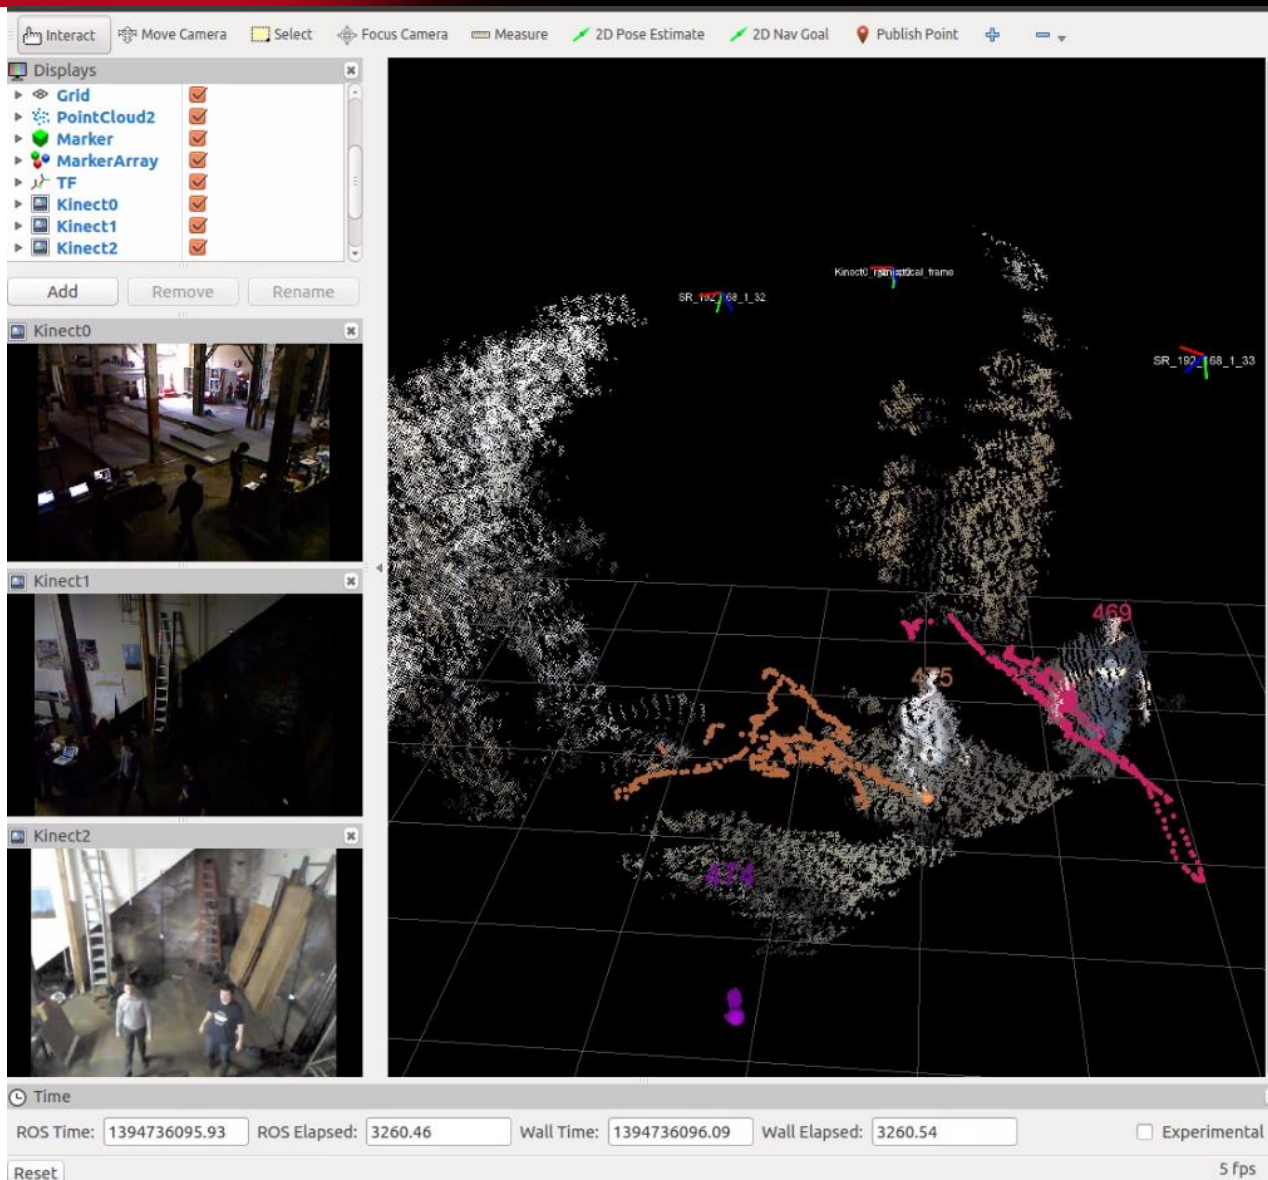 Interact Move Camera Select Focus Camera Measure 2D Pose Estimate 2D Nav Goal Publish Point
Displays
Grid
PointCloud2
Marker
MarkerArray
TF
Kinect0
Kinect1
Kinect2
Add Remove Rename
Kinect0
Kinect1
Kinect2
SR_192_168_1_32
SR_192_168_1_33
469
475
474
Time
ROS Time: 1394736095.93 ROS Elapsed: 3260.46 Wall Time: 1394736096.09 Wall Elapsed: 3260.54 Experimental
Reset 5 fps